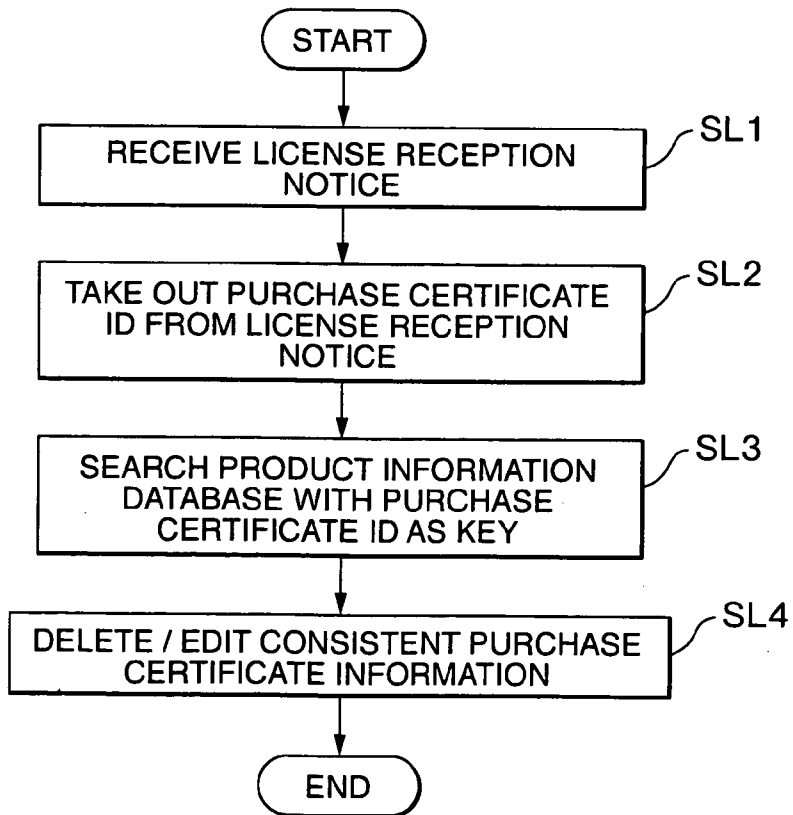 START
RECEIVE LICENSE RECEPTION
NOTICE
SL1
TAKE OUT PURCHASE CERTIFICATE
ID FROM LICENSE RECEPTION
NOTICE
SL2
SEARCH PRODUCT INFORMATION
DATABASE WITH PURCHASE
CERTIFICATE ID AS KEY
SL3
DELETE / EDIT CONSISTENT PURCHASE
CERTIFICATE INFORMATION
SL4
END